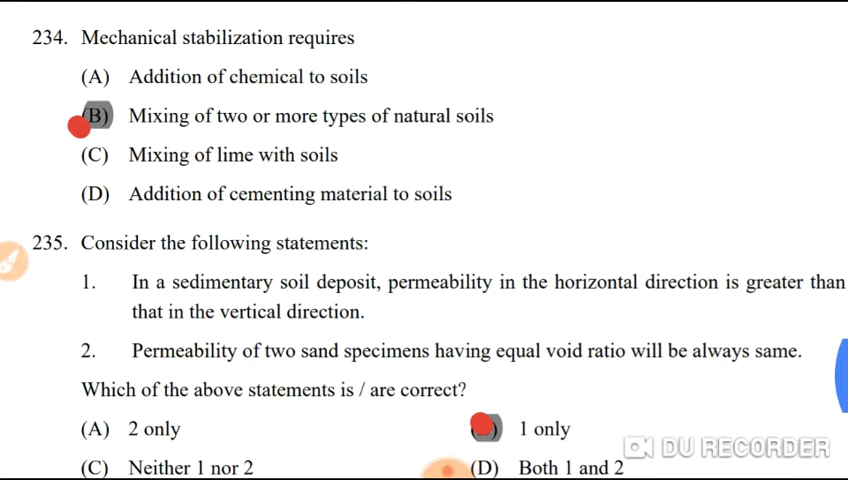 234. Mechanical stabilization requires
(A) Addition of chemical to soils
(B) Mixing of two or more types of natural soils
(C) Mixing of lime with soils
(D) Addition of cementing material to soils
235. Consider the following statements:
1. In a sedimentary soil deposit, permeability in the horizontal direction is greater than
that in the vertical direction.
2. Permeability of two sand specimens having equal void ratio will be always same.
Which of the above statements is / are correct?
(A) 2 only
1 only
(C) Neither 1 nor 2
(D) Both 1 and 2
DU RECORDER